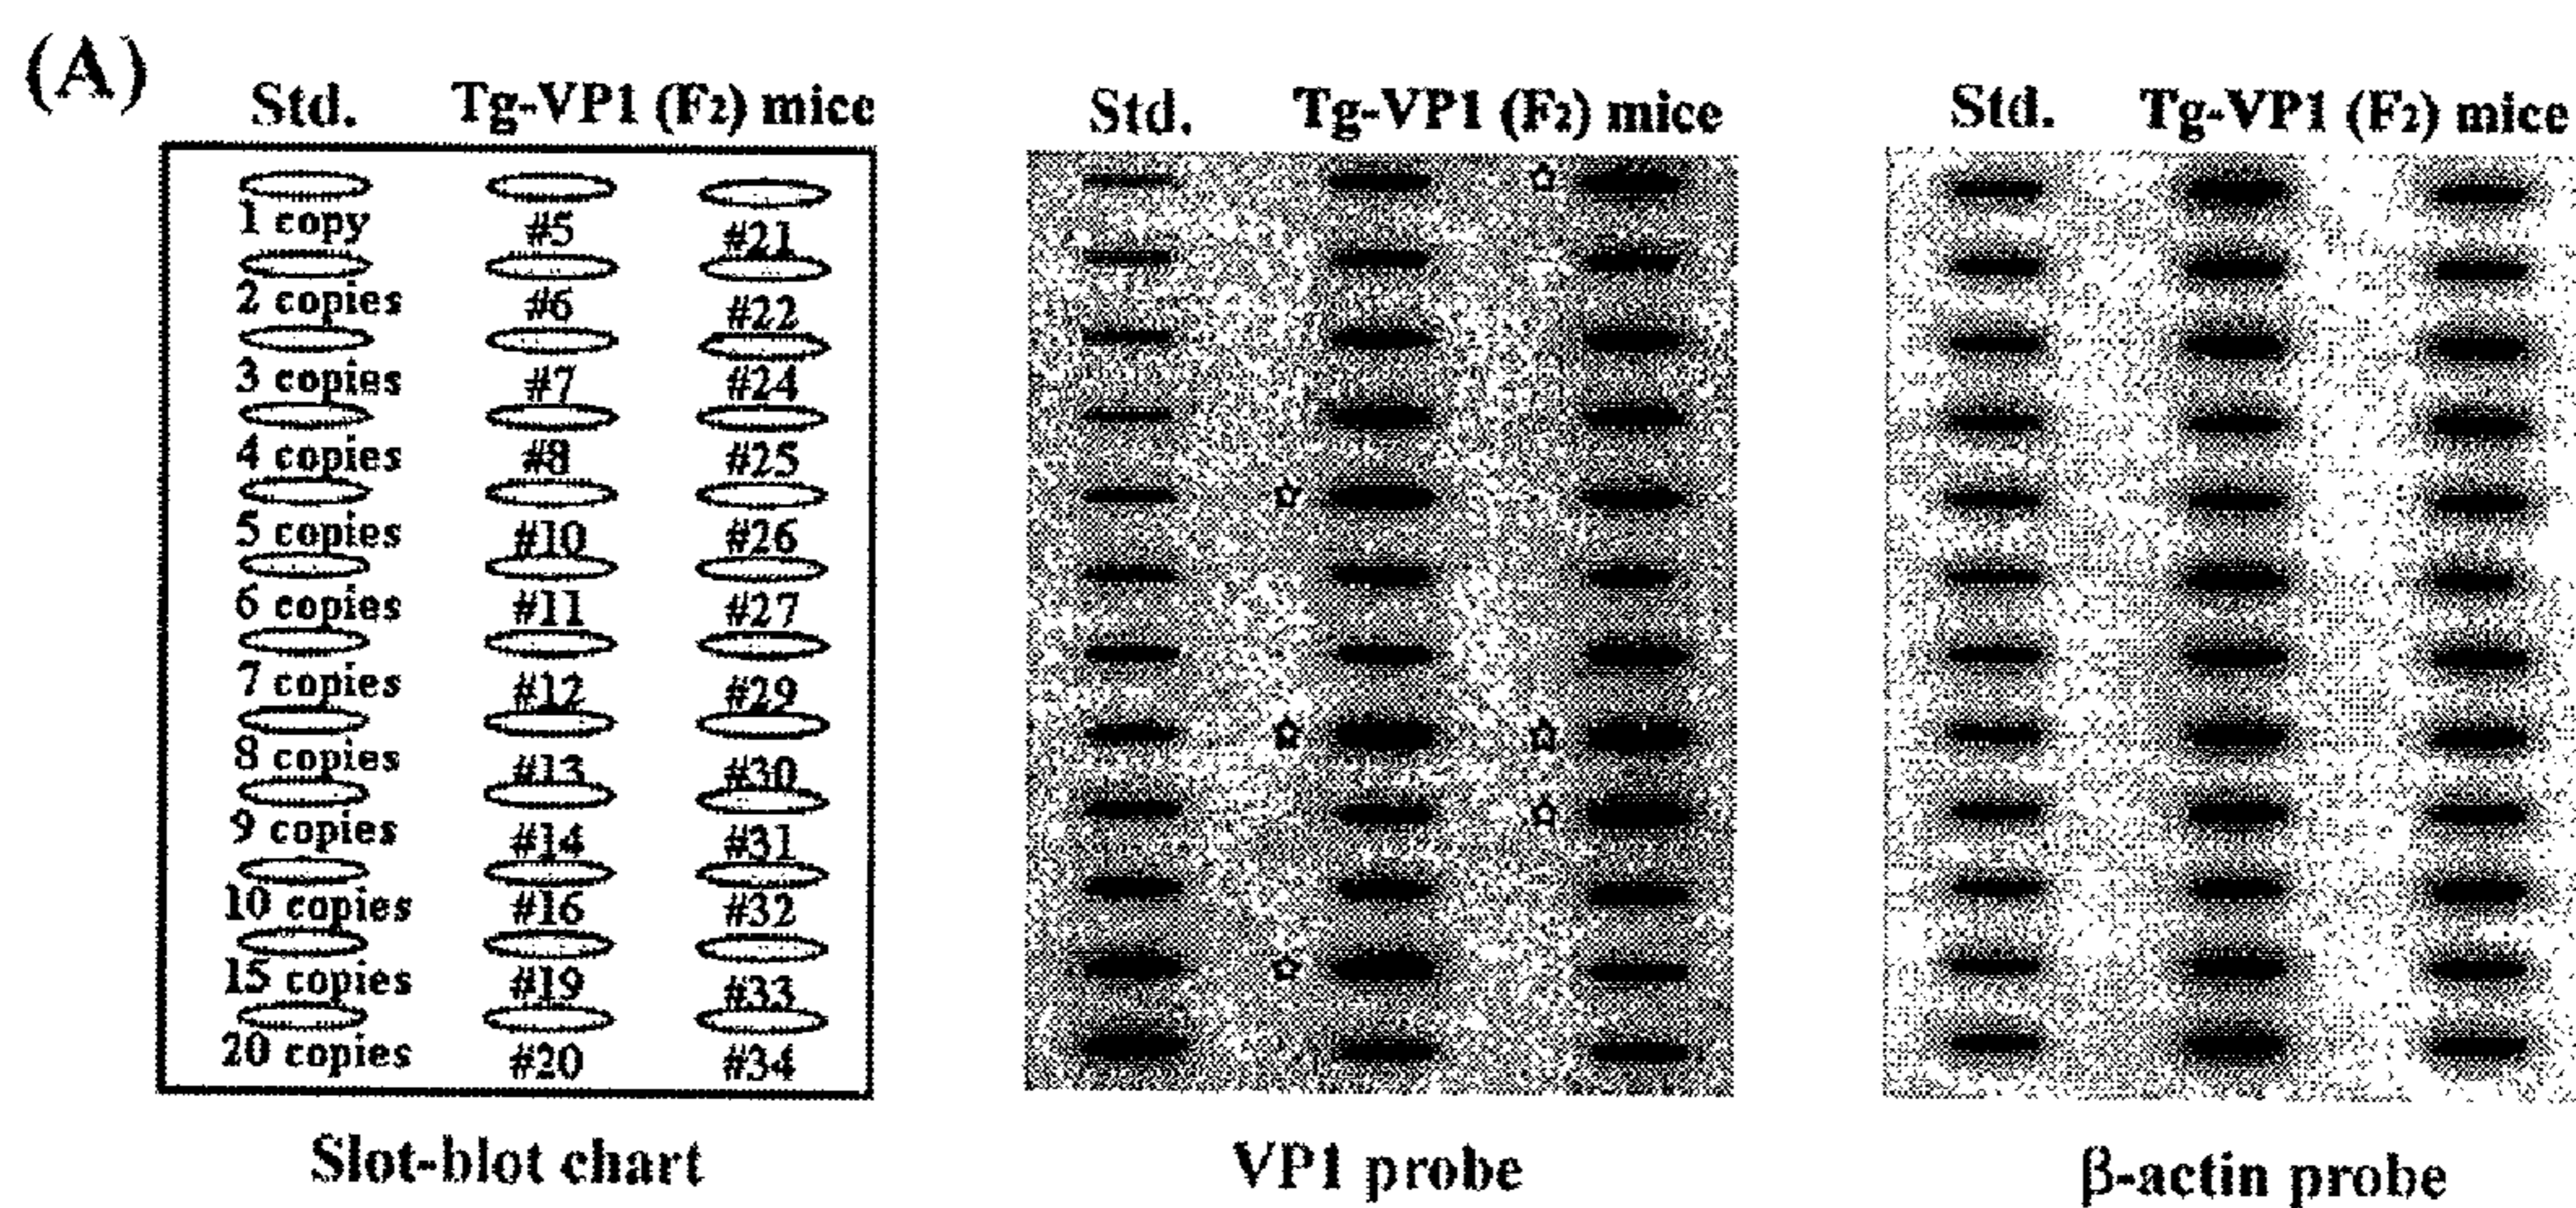 (A)
Std. Tg-VP1 (F2) mice
1 copy #5 #21
2 copies #6 #22
3 copies #7 #24
4 copies #8 #25
5 copies #10 #26
6 copies #11 #27
7 copies #12 #29
8 copies #13 #30
9 copies #14 #31
10 copies #16 #32
15 copies #19 #33
20 copies #20 #34
Slot-blot chart
Std. Tg-VP1 (F2) mice
VP1 probe
Std. Tg-VP1 (F2) mice
β-actin probe